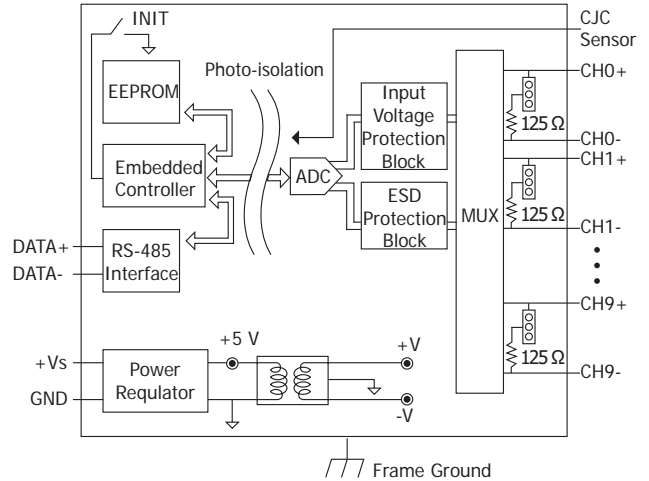 INIT
CJC
Sensor
EEPROM
Photo-isolation
Input
Voltage
Protection
Block
CH0+
125 Ω
CH0-
Embedded
Controller
ADC
ESD
Protection
Block
MUX
CH1+
125 Ω
CH1-
DATA+
DATA-
RS-485
Interface
CH9+
125 Ω
CH9-
+Vs
GND
Power
Requlator
+5 V
+V
-V
Frame Ground